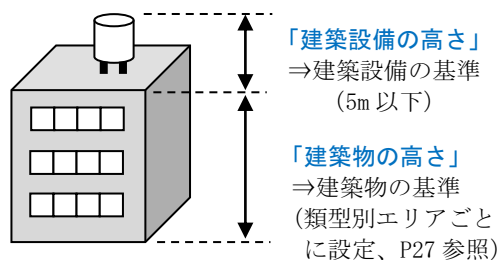 「建築設備の高さ」
⇒建築設備の基準
（5m 以下）
「建築物の高さ」
⇒建築物の基準
(類型別エリアごと
に設定、P27 参照)